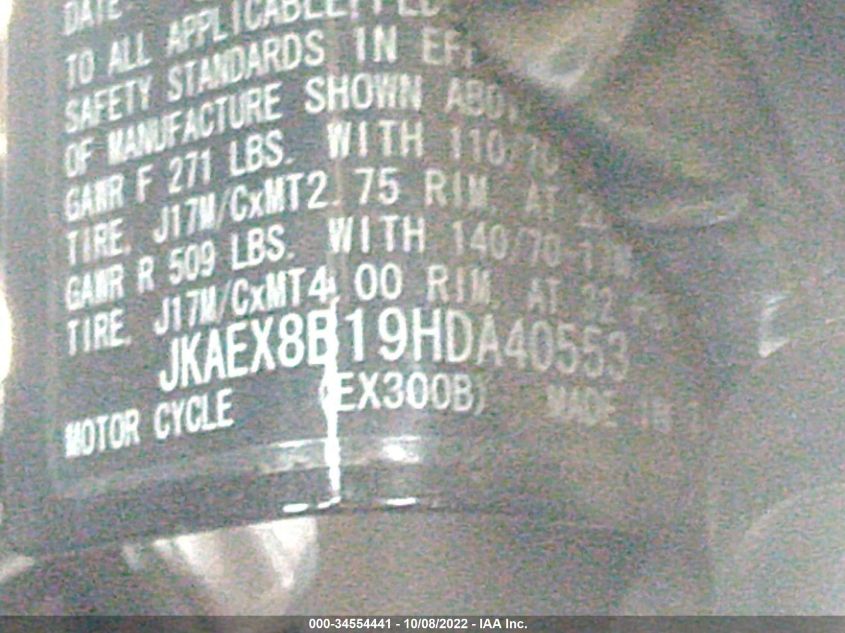 DATE
TO ALL APPLICABLE
SAFETY STANDARDS IN
OF MANUFACTURE SHOWN
GAWR F 271 LBS. WITH 110/70
TIRE, J17M/CxMT2.75 RIM, AT
GAWR R 509 LBS. WITH 140/70-17M
TIRE, J17M/CxMT4.00 RIM, AT 32
JKAEX8B19HDA40553
MOTOR CYCLE (EX300B) MADE IN
000-34554441 - 10/08/2022 - IAA Inc.